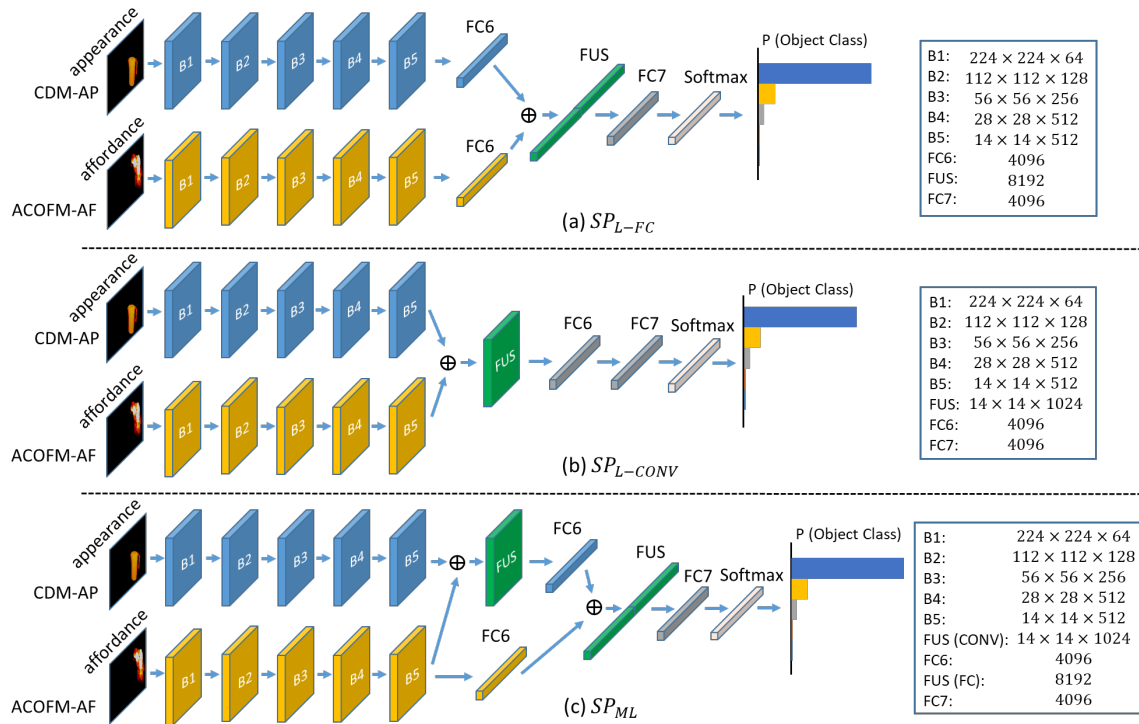 appearance
CDM-AP
B1
B2
B3
B4
B5
FC6
affordance
ACOFM-AF
B1
B2
B3
B4
B5
FC6
⊕
FUS
FC7
Softmax
P (Object Class)
(a) SP_{L−FC}
B1: 224 × 224 × 64
B2: 112 × 112 × 128
B3: 56 × 56 × 256
B4: 28 × 28 × 512
B5: 14 × 14 × 512
FC6: 4096
FUS: 8192
FC7: 4096
appearance
CDM-AP
B1
B2
B3
B4
B5
affordance
ACOFM-AF
B1
B2
B3
B4
B5
⊕
FUS
FC6
FC7
Softmax
P (Object Class)
(b) SP_{L−CONV}
B1: 224 × 224 × 64
B2: 112 × 112 × 128
B3: 56 × 56 × 256
B4: 28 × 28 × 512
B5: 14 × 14 × 512
FUS: 14 × 14 × 1024
FC6: 4096
FC7: 4096
appearance
CDM-AP
B1
B2
B3
B4
B5
⊕
FUS
FC6
affordance
ACOFM-AF
B1
B2
B3
B4
B5
FC6
⊕
FUS
FC7
Softmax
P (Object Class)
(c) SP_{ML}
B1: 224 × 224 × 64
B2: 112 × 112 × 128
B3: 56 × 56 × 256
B4: 28 × 28 × 512
B5: 14 × 14 × 512
FUS (CONV): 14 × 14 × 1024
FC6: 4096
FUS (FC): 8192
FC7: 4096